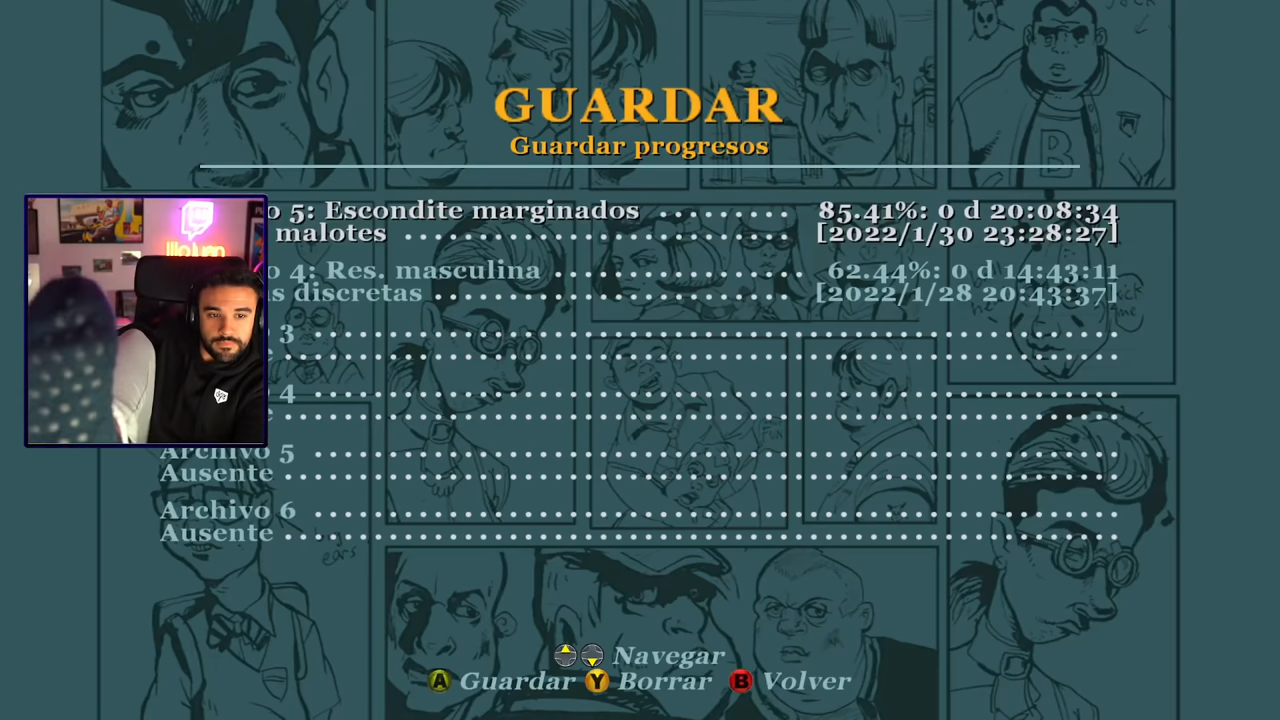 GUARDAR
Guardar progresos
o 5: Escondite marginados 85.41%: 0 d 20:08:34
malotes [2022/1/30 23:28:27]
o 4: Res. masculina 62.44%: 0 d 14:43:11
s discretas [2022/1/28 20:43:37]
3
4
Archivo 5
Ausente
Archivo 6
Ausente
Navegar
A Guardar Y Borrar B Volver
B
ears